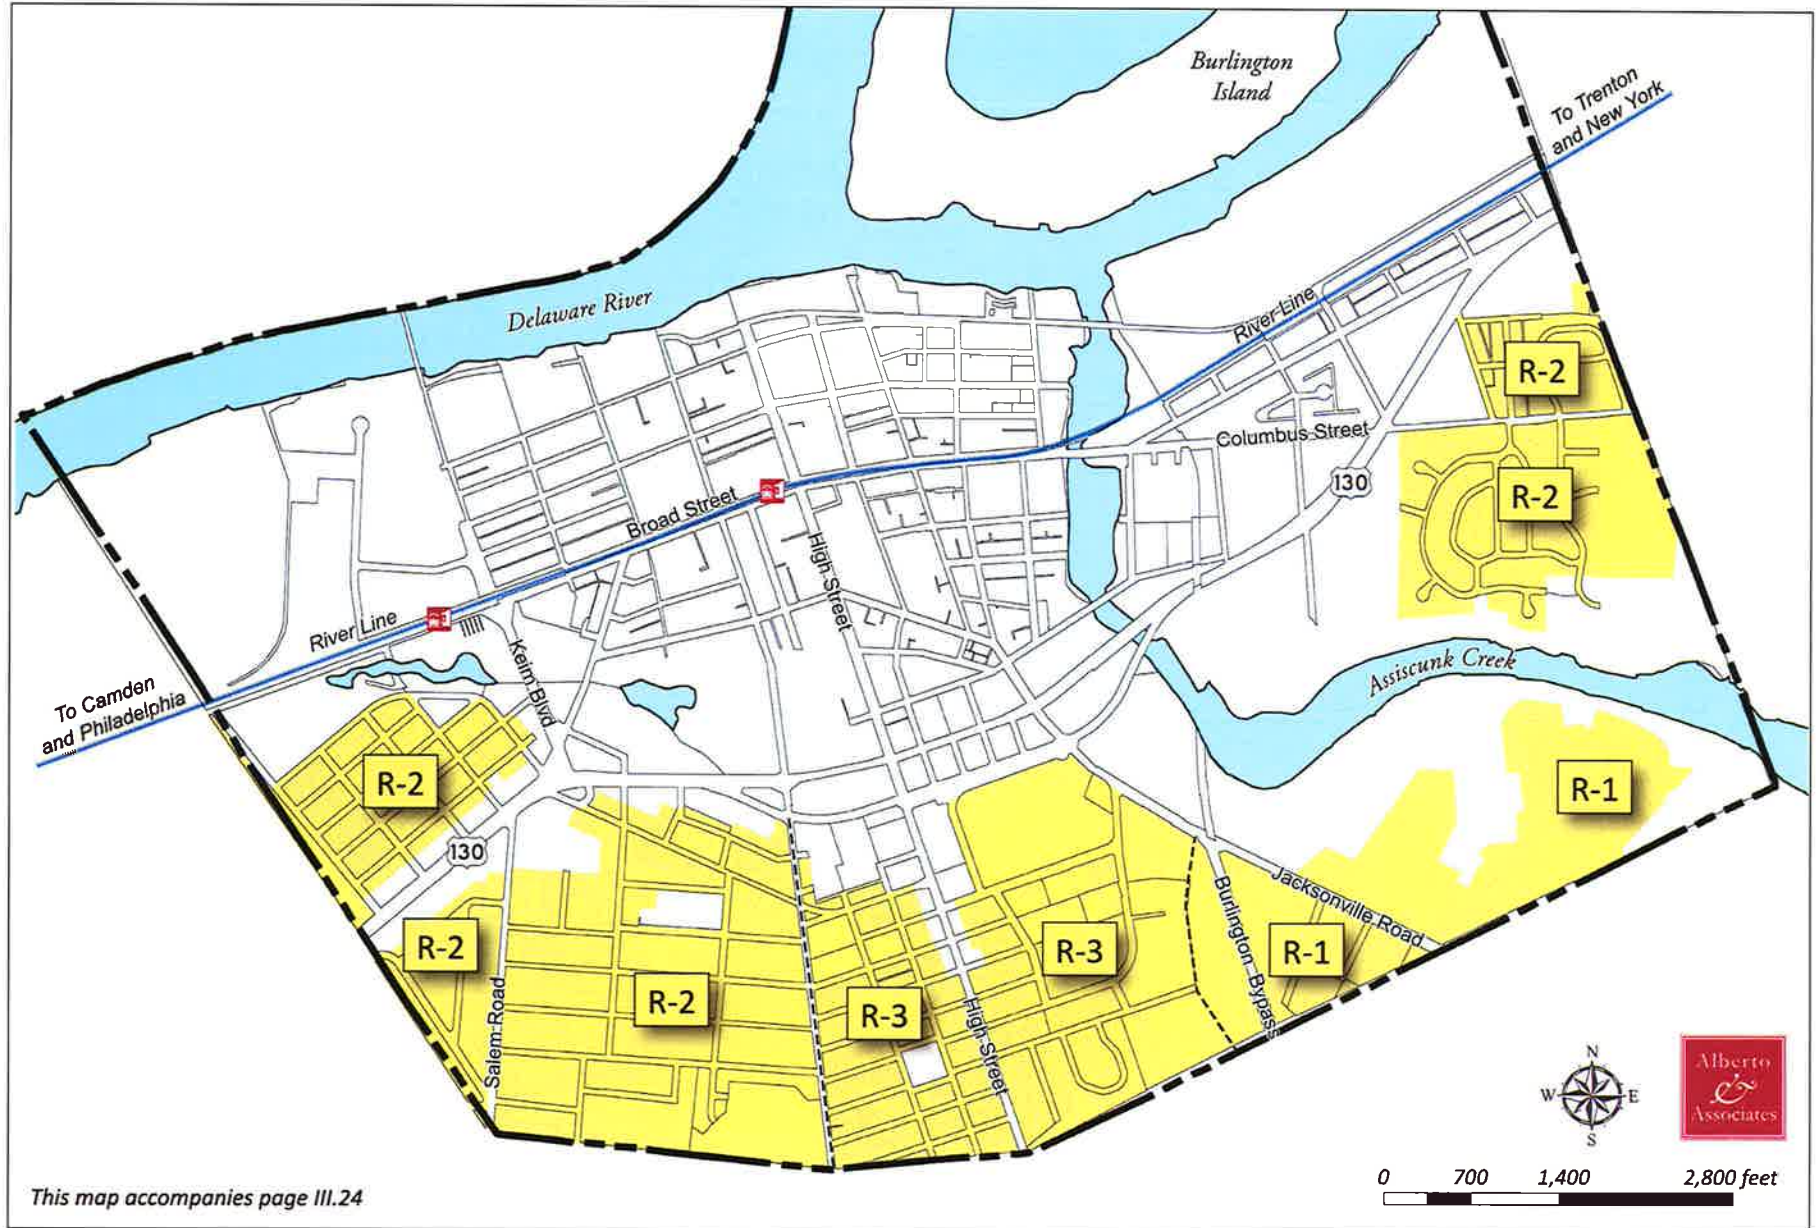 Burlington
Island
To Trenton
and New York
Delaware River
River Line
R-2
Columbus Street
130
R-2
Broad Street
High Street
River Line
Keim Blvd
Assiscunk Creek
To Camden
and Philadelphia
R-2
R-1
130
Jacksonville Road
Burlington Bypass
R-2
R-3
R-1
R-2
R-3
Salem Road
High Street
N
W
E
S
Alberto
&
Associates
0 700 1,400 2,800 feet
This map accompanies page III.24